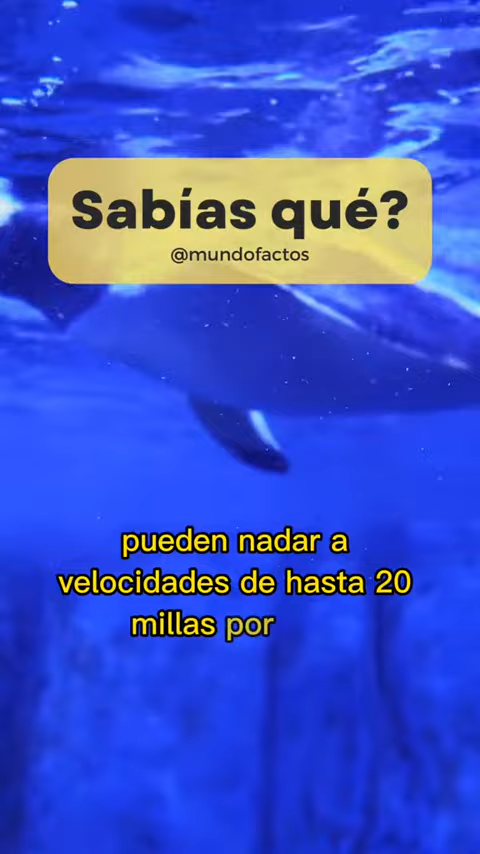 Sabías qué?
@mundofactos
pueden nadar a
velocidades de hasta 20
millas por